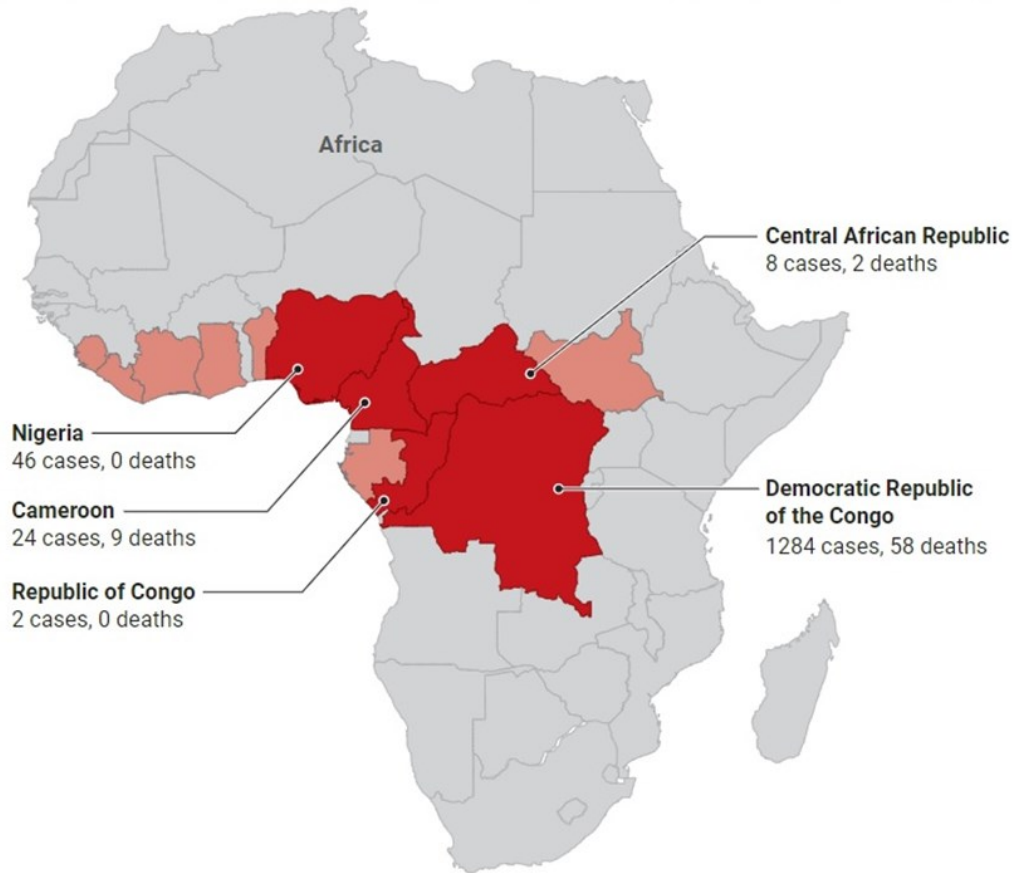 Africa
Central African Republic
8 cases, 2 deaths
Nigeria
46 cases, 0 deaths
Cameroon
24 cases, 9 deaths
Republic of Congo
2 cases, 0 deaths
Democratic Republic
of the Congo
1284 cases, 58 deaths